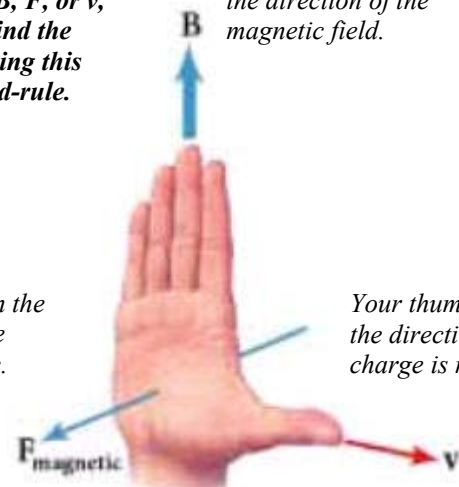 B, F, or v,
ind the
ing this
d-rule.
the direction of the
magnetic field.
B
n the
e
Your thum
the directi
charge is
F magnetic
v